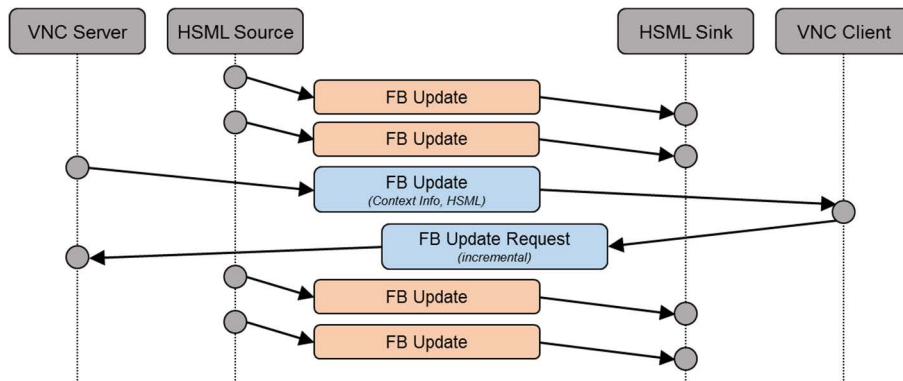 VNC Server
HSML Source
HSML Sink
VNC Client
FB Update
FB Update
FB Update
(Context Info, HSML)
FB Update Request
(incremental)
FB Update
FB Update